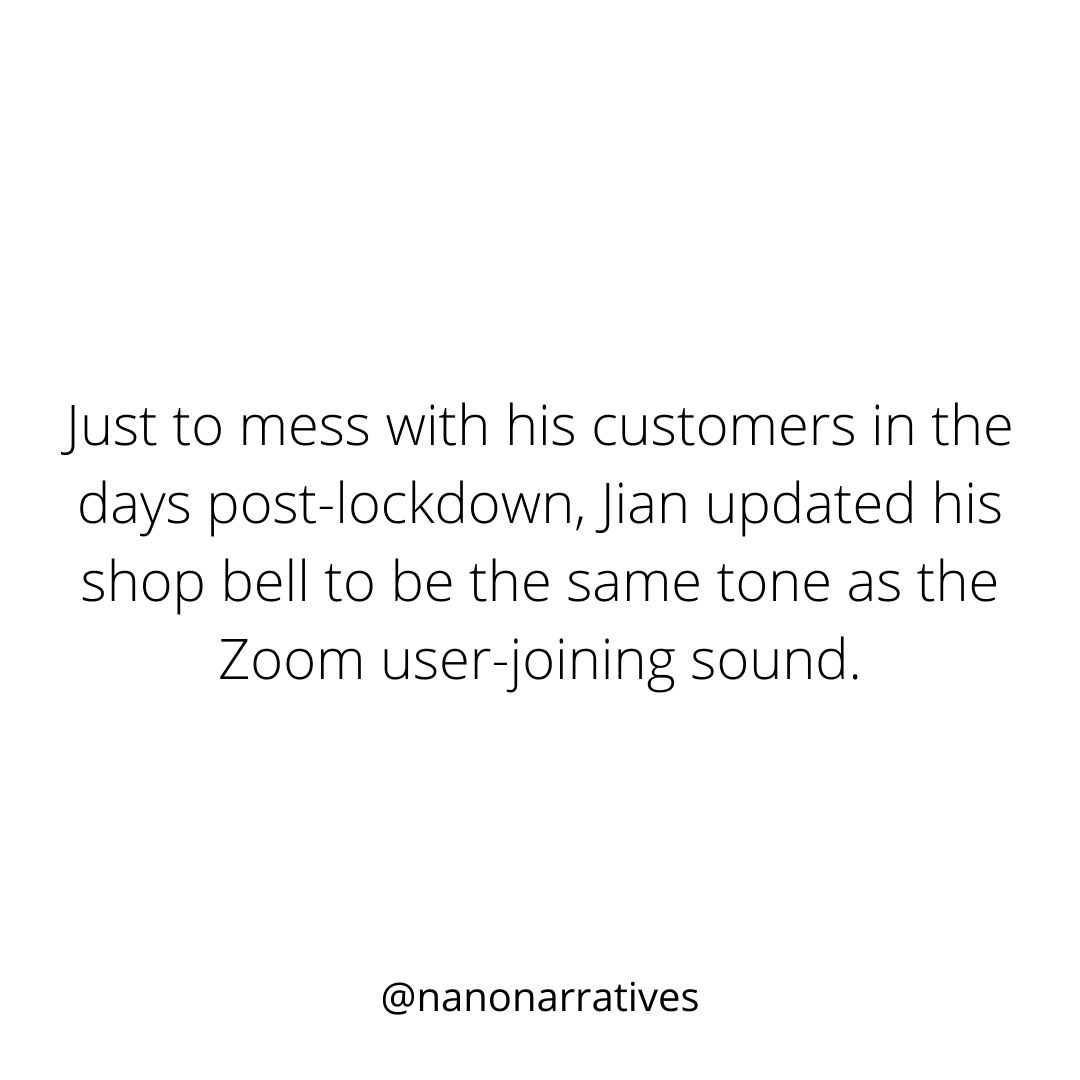 Just to mess with his customers in the
days post-lockdown, Jian updated his
shop bell to be the same tone as the
Zoom user-joining sound.
@nanonarratives